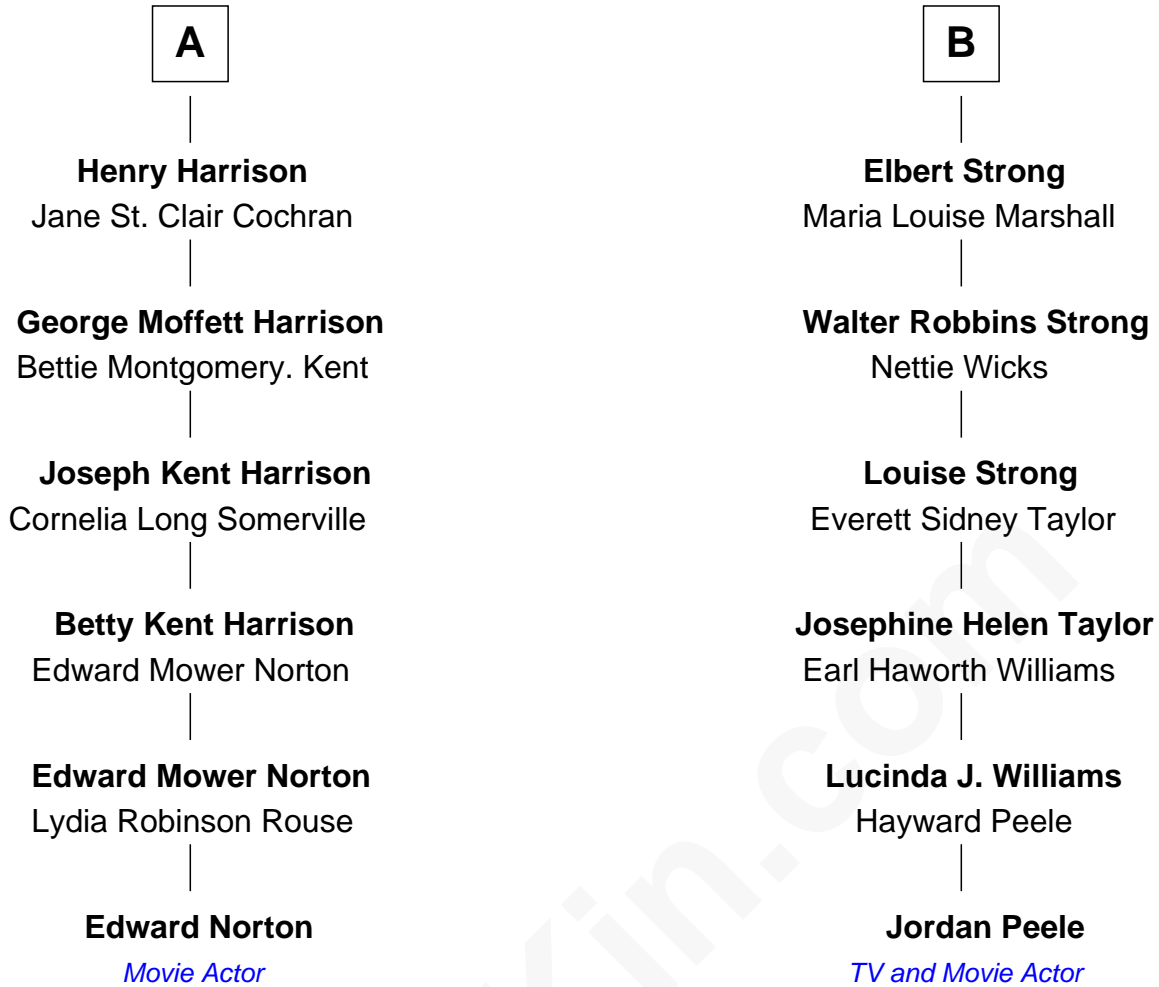 A
Henry Harrison
Jane St. Clair Cochran
George Moffett Harrison
Bettie Montgomery. Kent
Joseph Kent Harrison
Cornelia Long Somerville
Betty Kent Harrison
Edward Mower Norton
Edward Mower Norton
Lydia Robinson Rouse
Edward Norton
Movie Actor
B
Elbert Strong
Maria Louise Marshall
Walter Robbins Strong
Nettie Wicks
Louise Strong
Everett Sidney Taylor
Josephine Helen Taylor
Earl Haworth Williams
Lucinda J. Williams
Hayward Peele
Jordan Peele
TV and Movie Actor